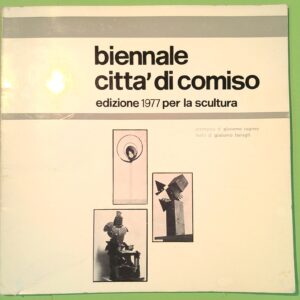 biennale
citta' di comiso
edizione 1977 per la scultura